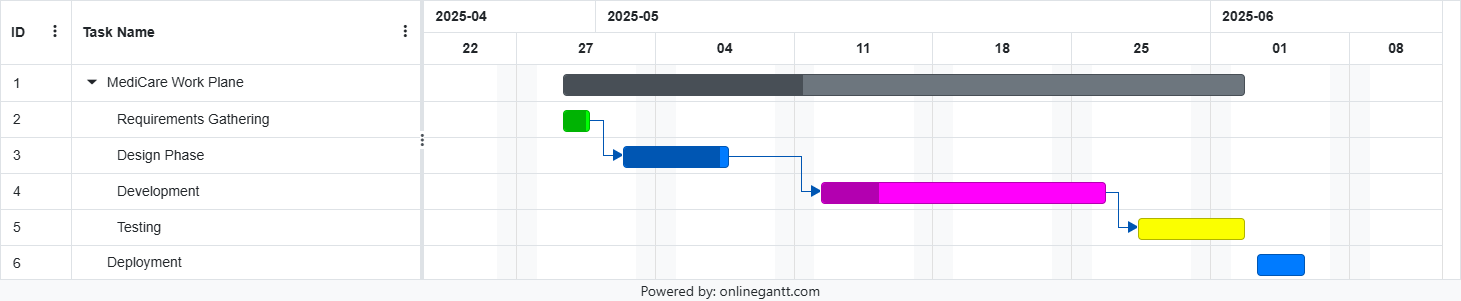 ID Task Name 2025-04 2025-05 2025-06
22 27 04 11 18 25 01 08
1 MediCare Work Plane
2 Requirements Gathering
3 Design Phase
4 Development
5 Testing
6 Deployment
Powered by: onlinegantt.com